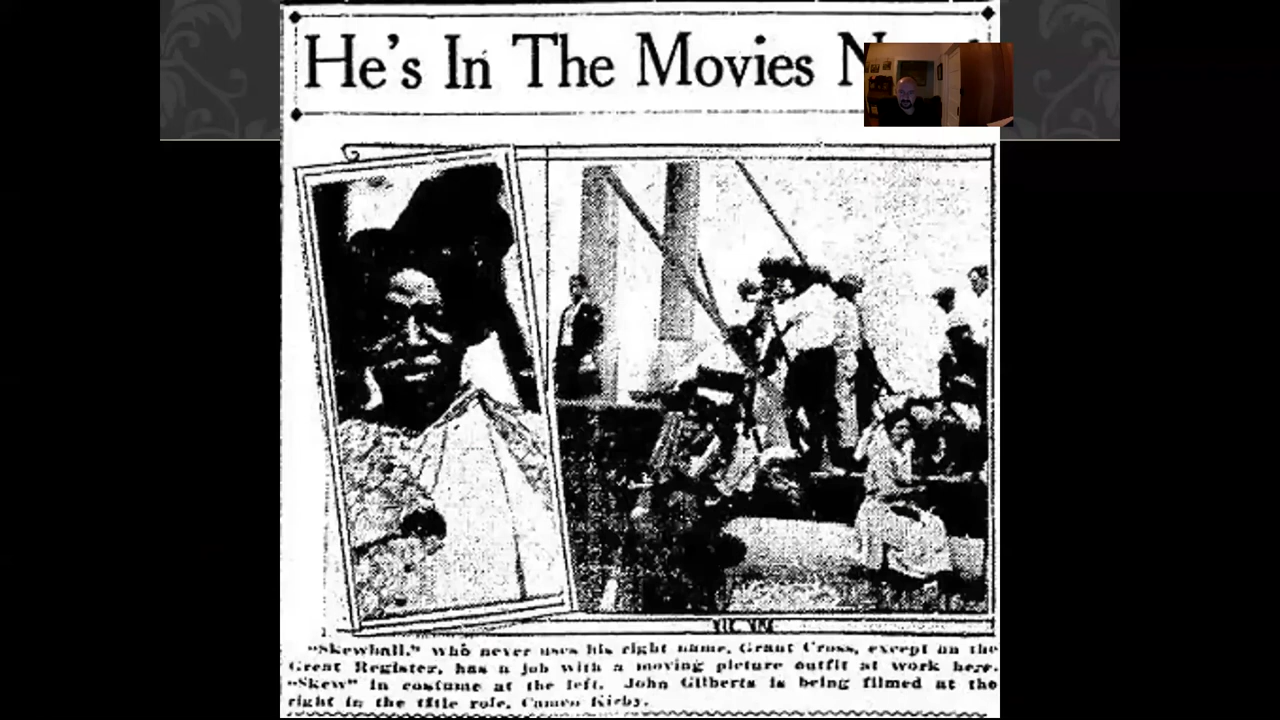 He's In The Movies
"Skewball," who never uses his right name, Grant Cross, except on the
Great Register, has a job with a moving picture outfit at work here.
"Skew" in costume at the left. John Gilberts is being filmed at the
right in the title role, Cameo Kirby.